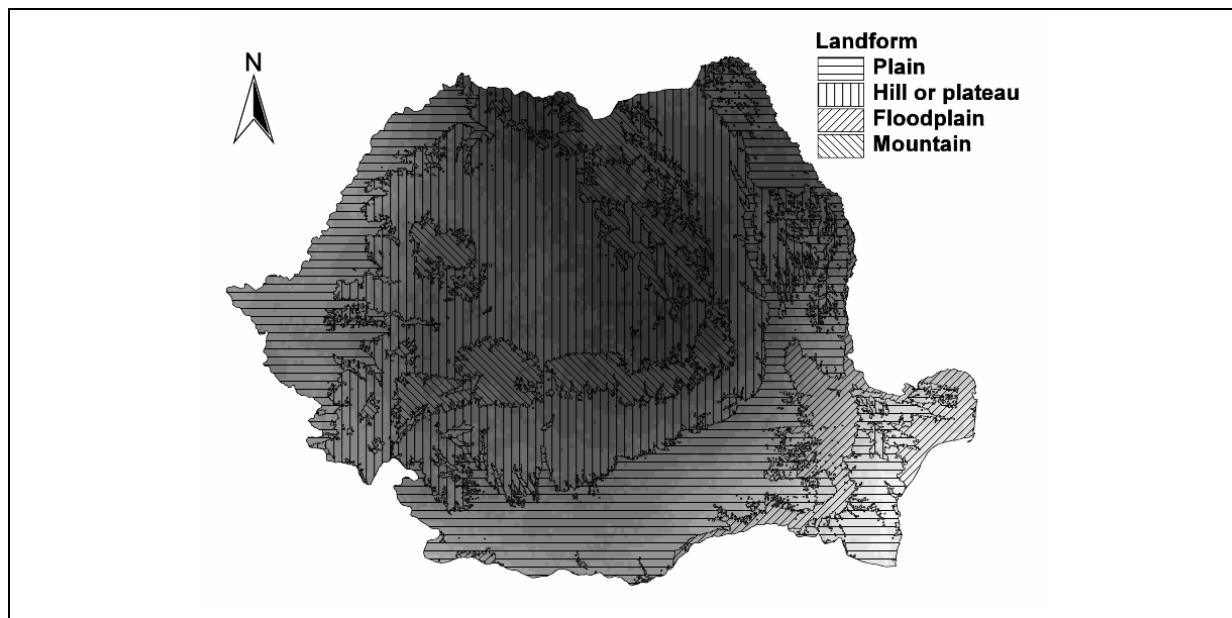 N
Landform
Plain
Hill or plateau
Floodplain
Mountain